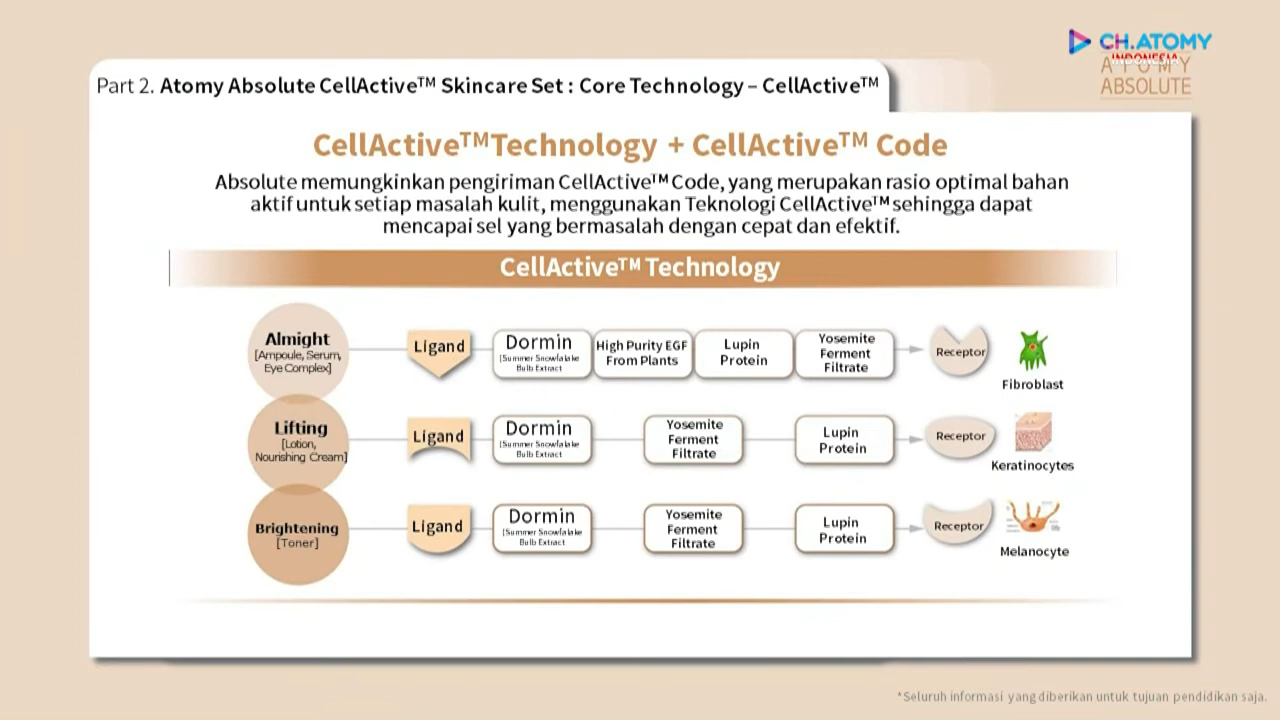 CH.ATOMY
INDONESIA
ATOMY
ABSOLUTE
Part 2. Atomy Absolute CellActive™ Skincare Set : Core Technology – CellActive™
CellActive™Technology + CellActive™ Code
Absolute memungkinkan pengiriman CellActive™ Code, yang merupakan rasio optimal bahan
aktif untuk setiap masalah kulit, menggunakan Teknologi CellActive™ sehingga dapat
mencapai sel yang bermasalah dengan cepat dan efektif.
CellActive™ Technology
Almight
[Ampoule, Serum,
Eye Complex]
Ligand
Dormin
[Summer Snowflalake
Bulb Extract
High Purity EGF
From Plants
Lupin
Protein
Yosemite
Ferment
Filtrate
Receptor
Fibroblast
Lifting
[Lotion,
Nourishing Cream]
Ligand
Dormin
[Summer Snowflalake
Bulb Extract
Yosemite
Ferment
Filtrate
Lupin
Protein
Receptor
Keratinocytes
Brightening
[Toner]
Ligand
Dormin
[Summer Snowflalake
Bulb Extract
Yosemite
Ferment
Filtrate
Lupin
Protein
Receptor
Melanocyte
*Seluruh informasi yang diberikan untuk tujuan pendidikan saja.